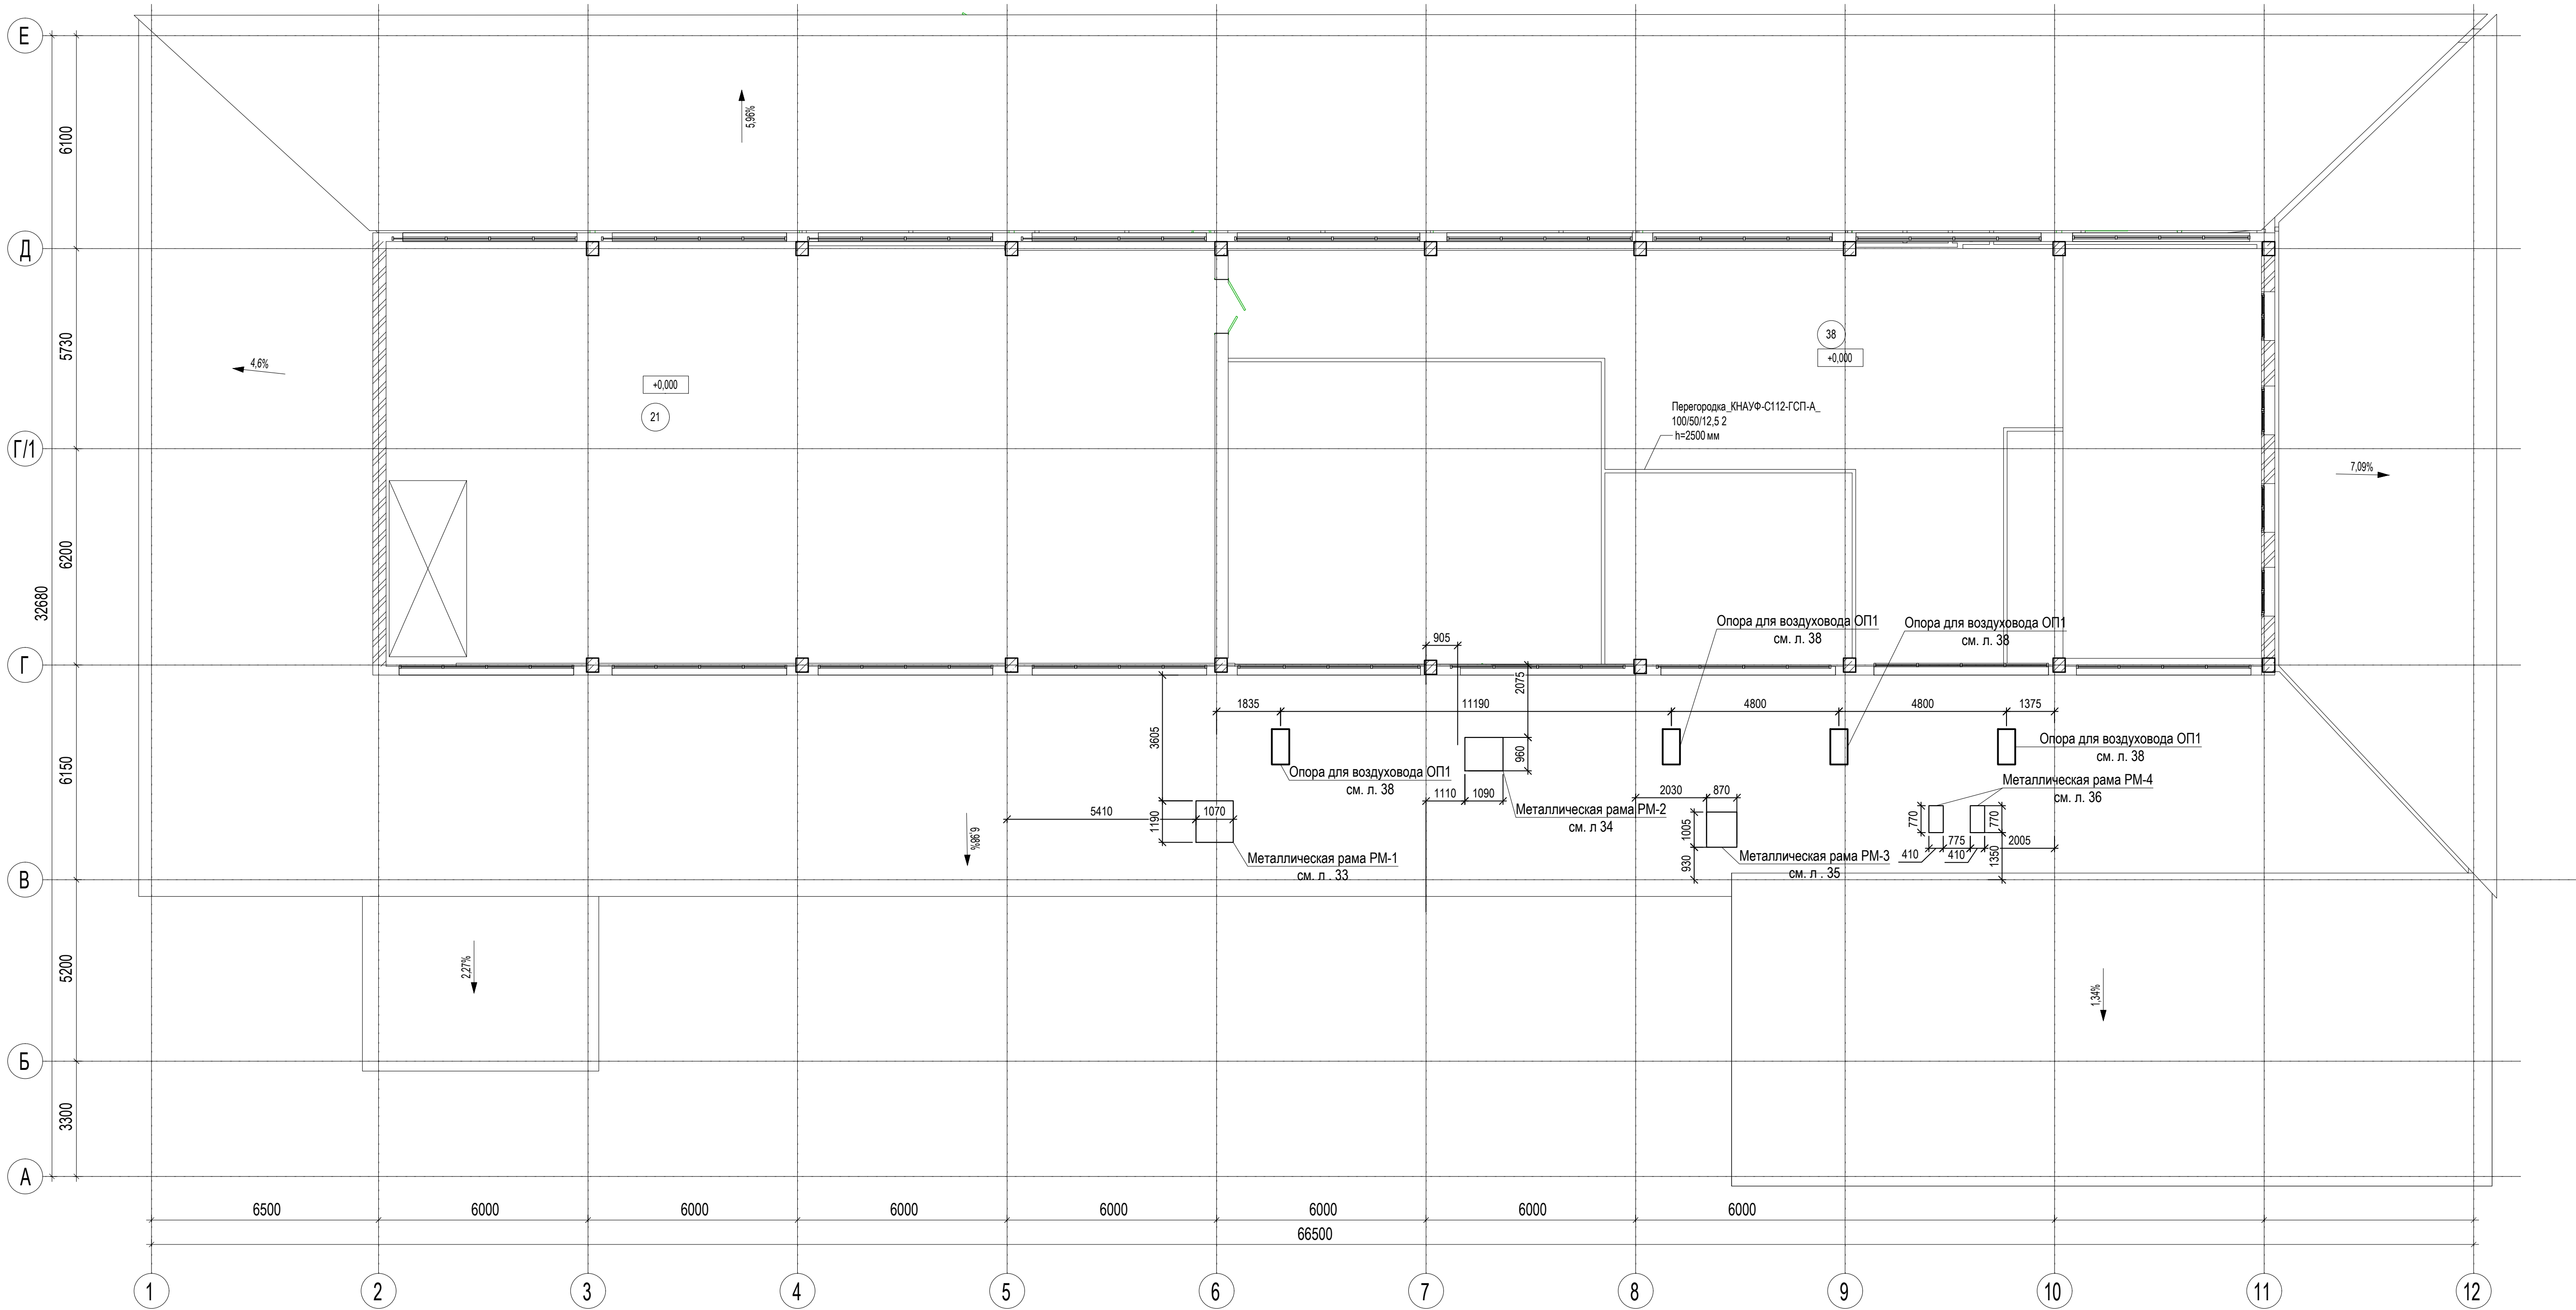 Е
6100
5,96%
Д
5730
4,6%
38
+0,000
+0,000
21
Перегородка_КНАУФ-С112-ГСП-А_
100/50/12,5 2
h=2500 мм
Г/1
7,09%
6200
32680
Опора для воздуховода ОП1
см. л. 38
Опора для воздуховода ОП1
см. л. 38
905
Г
2075
1835
11190
4800
4800
1375
3605
960
Опора для воздуховода ОП1
см. л. 38
Опора для воздуховода ОП1
см. л. 38
6150
Металлическая рама РМ-4
см. л. 36
1110
1090
2030
870
Металлическая рама РМ-2
см. л 34
5410
1070
1190
1005
770
770
775
2005
410
410
1350
930
6,98%
Металлическая рама РМ-1
см. л . 33
Металлическая рама РМ-3
см. л . 35
В
5200
2,27%
1,34%
Б
3300
А
6500
6000
6000
6000
6000
6000
6000
6000
66500
1
2
3
4
5
6
7
8
9
10
11
12